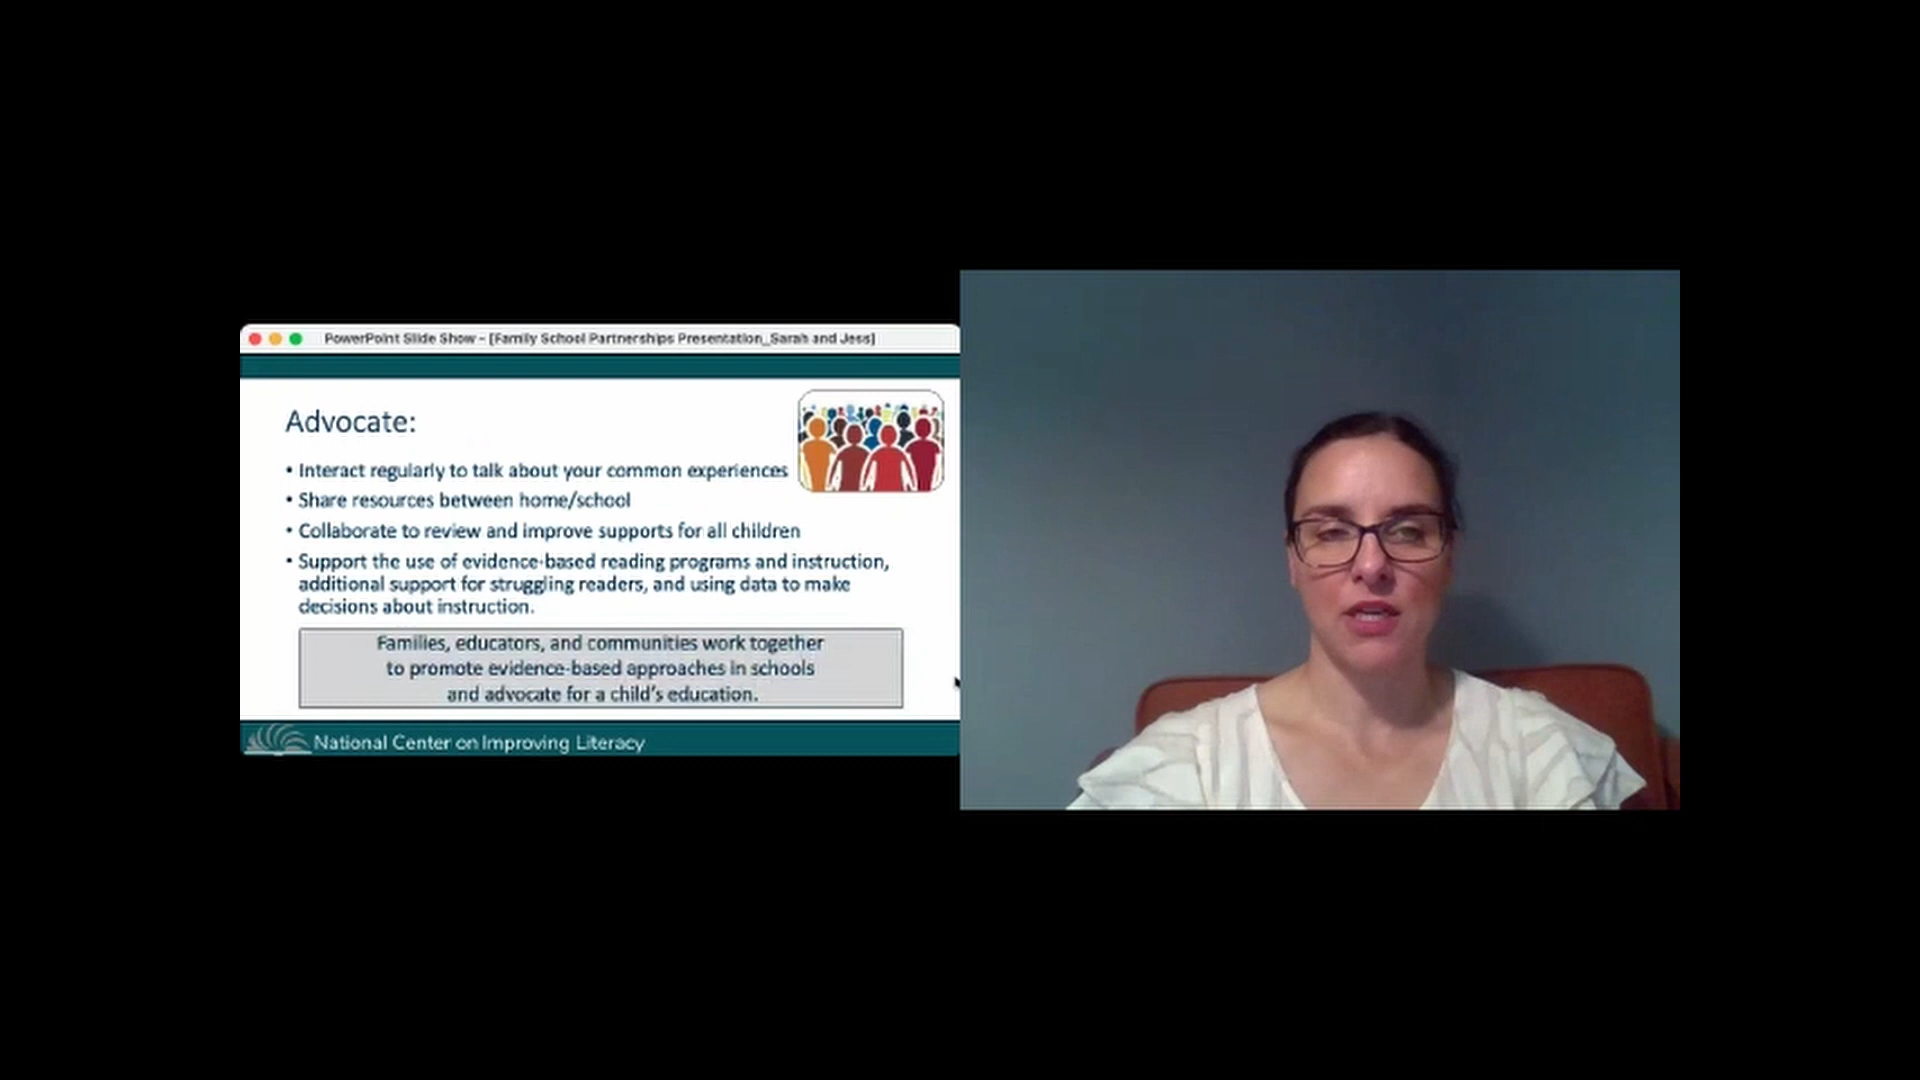 PowerPoint Slide Show - [Family School Partnerships Presentation_Sarah and Jess]
Advocate:
• Interact regularly to talk about your common experiences
• Share resources between home/school
• Collaborate to review and improve supports for all children
• Support the use of evidence-based reading programs and instruction,
additional support for struggling readers, and using data to make
decisions about instruction.
Families, educators, and communities work together
to promote evidence-based approaches in schools
and advocate for a child's education.
National Center on Improving Literacy